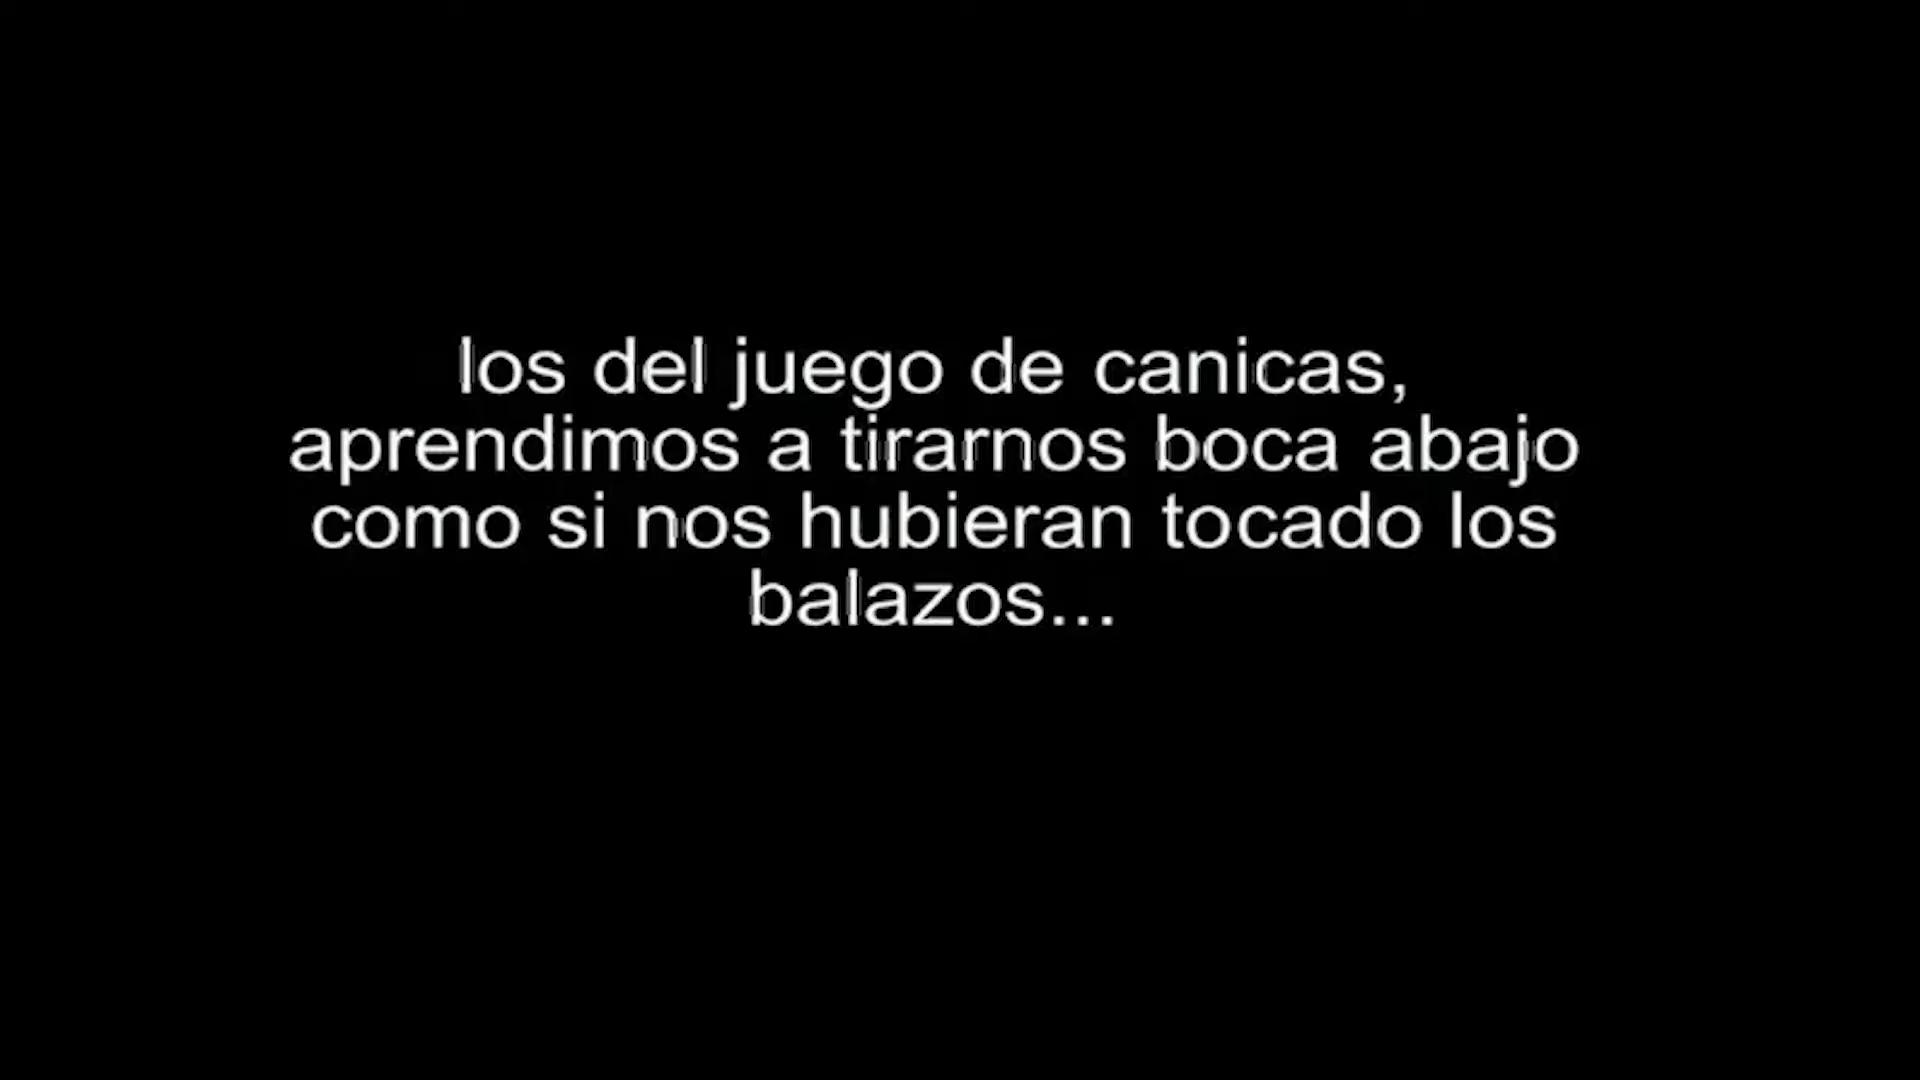 los del juego de canicas,
aprendimos a tirarnos boca abajo
como si nos hubieran tocado los
balazos...